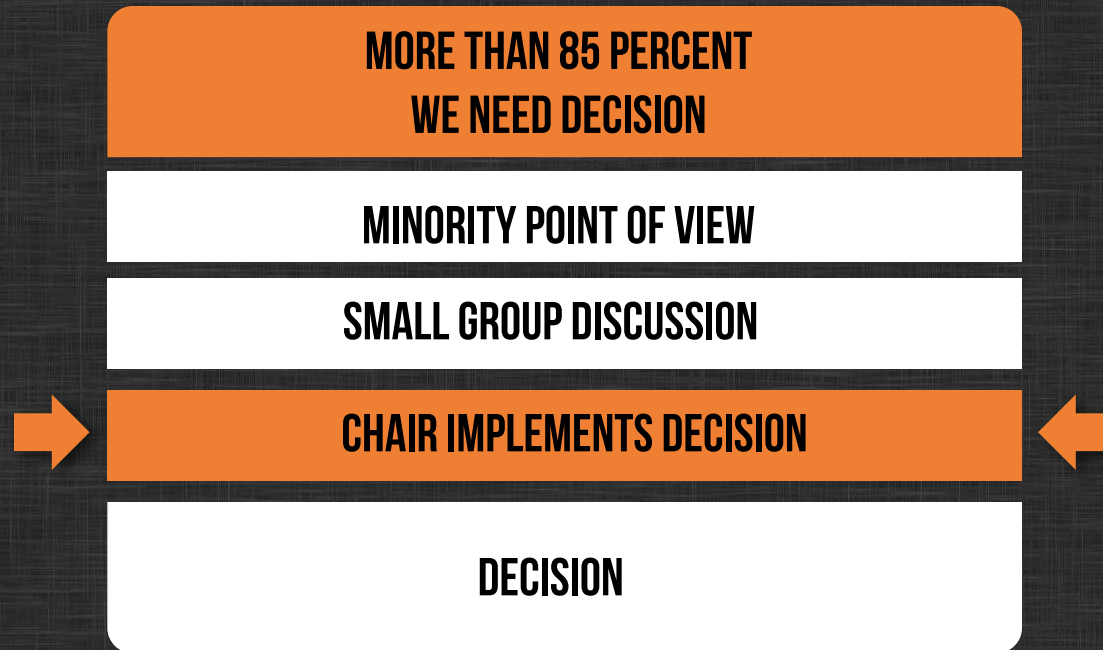 MORE THAN 85 PERCENT
WE NEED DECISION
MINORITY POINT OF VIEW
SMALL GROUP DISCUSSION
CHAIR IMPLEMENTS DECISION
DECISION